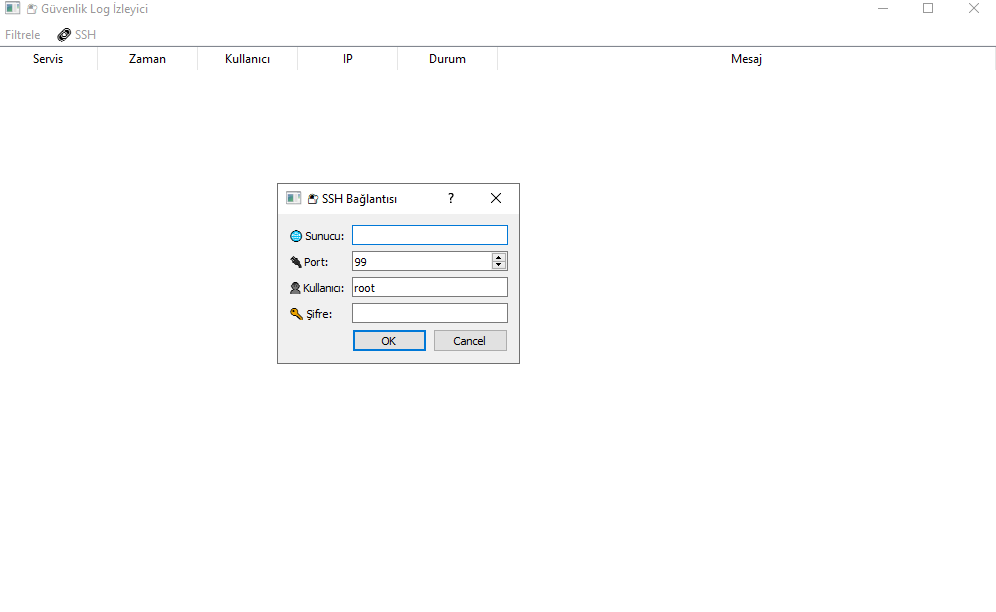 Güvenlik Log İzleyici
Filtrele SSH
Servis Zaman Kullanıcı IP Durum Mesaj
SSH Bağlantısı ?
Sunucu:
Port: 99
Kullanıcı: root
Şifre:
OK Cancel